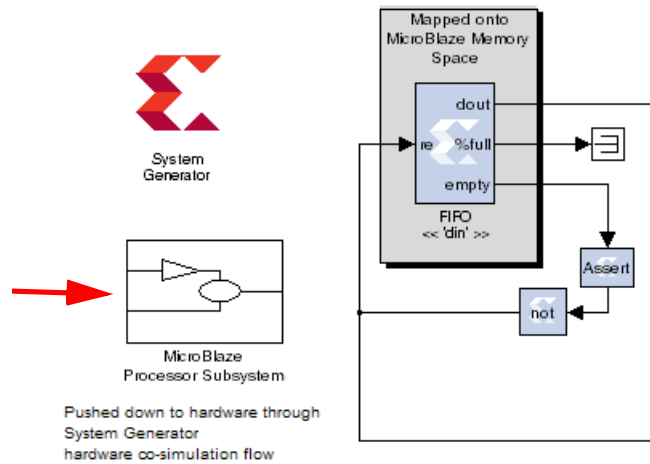 System
Generator
MicroBlaze
Processor Subsystem
Pushed down to hardware through
System Generator
hardware co-simulation flow
Mapped onto
MicroBlaze Memory
Space
dout
re %full
empty
FIFO
<< 'din' >>
Assert
not